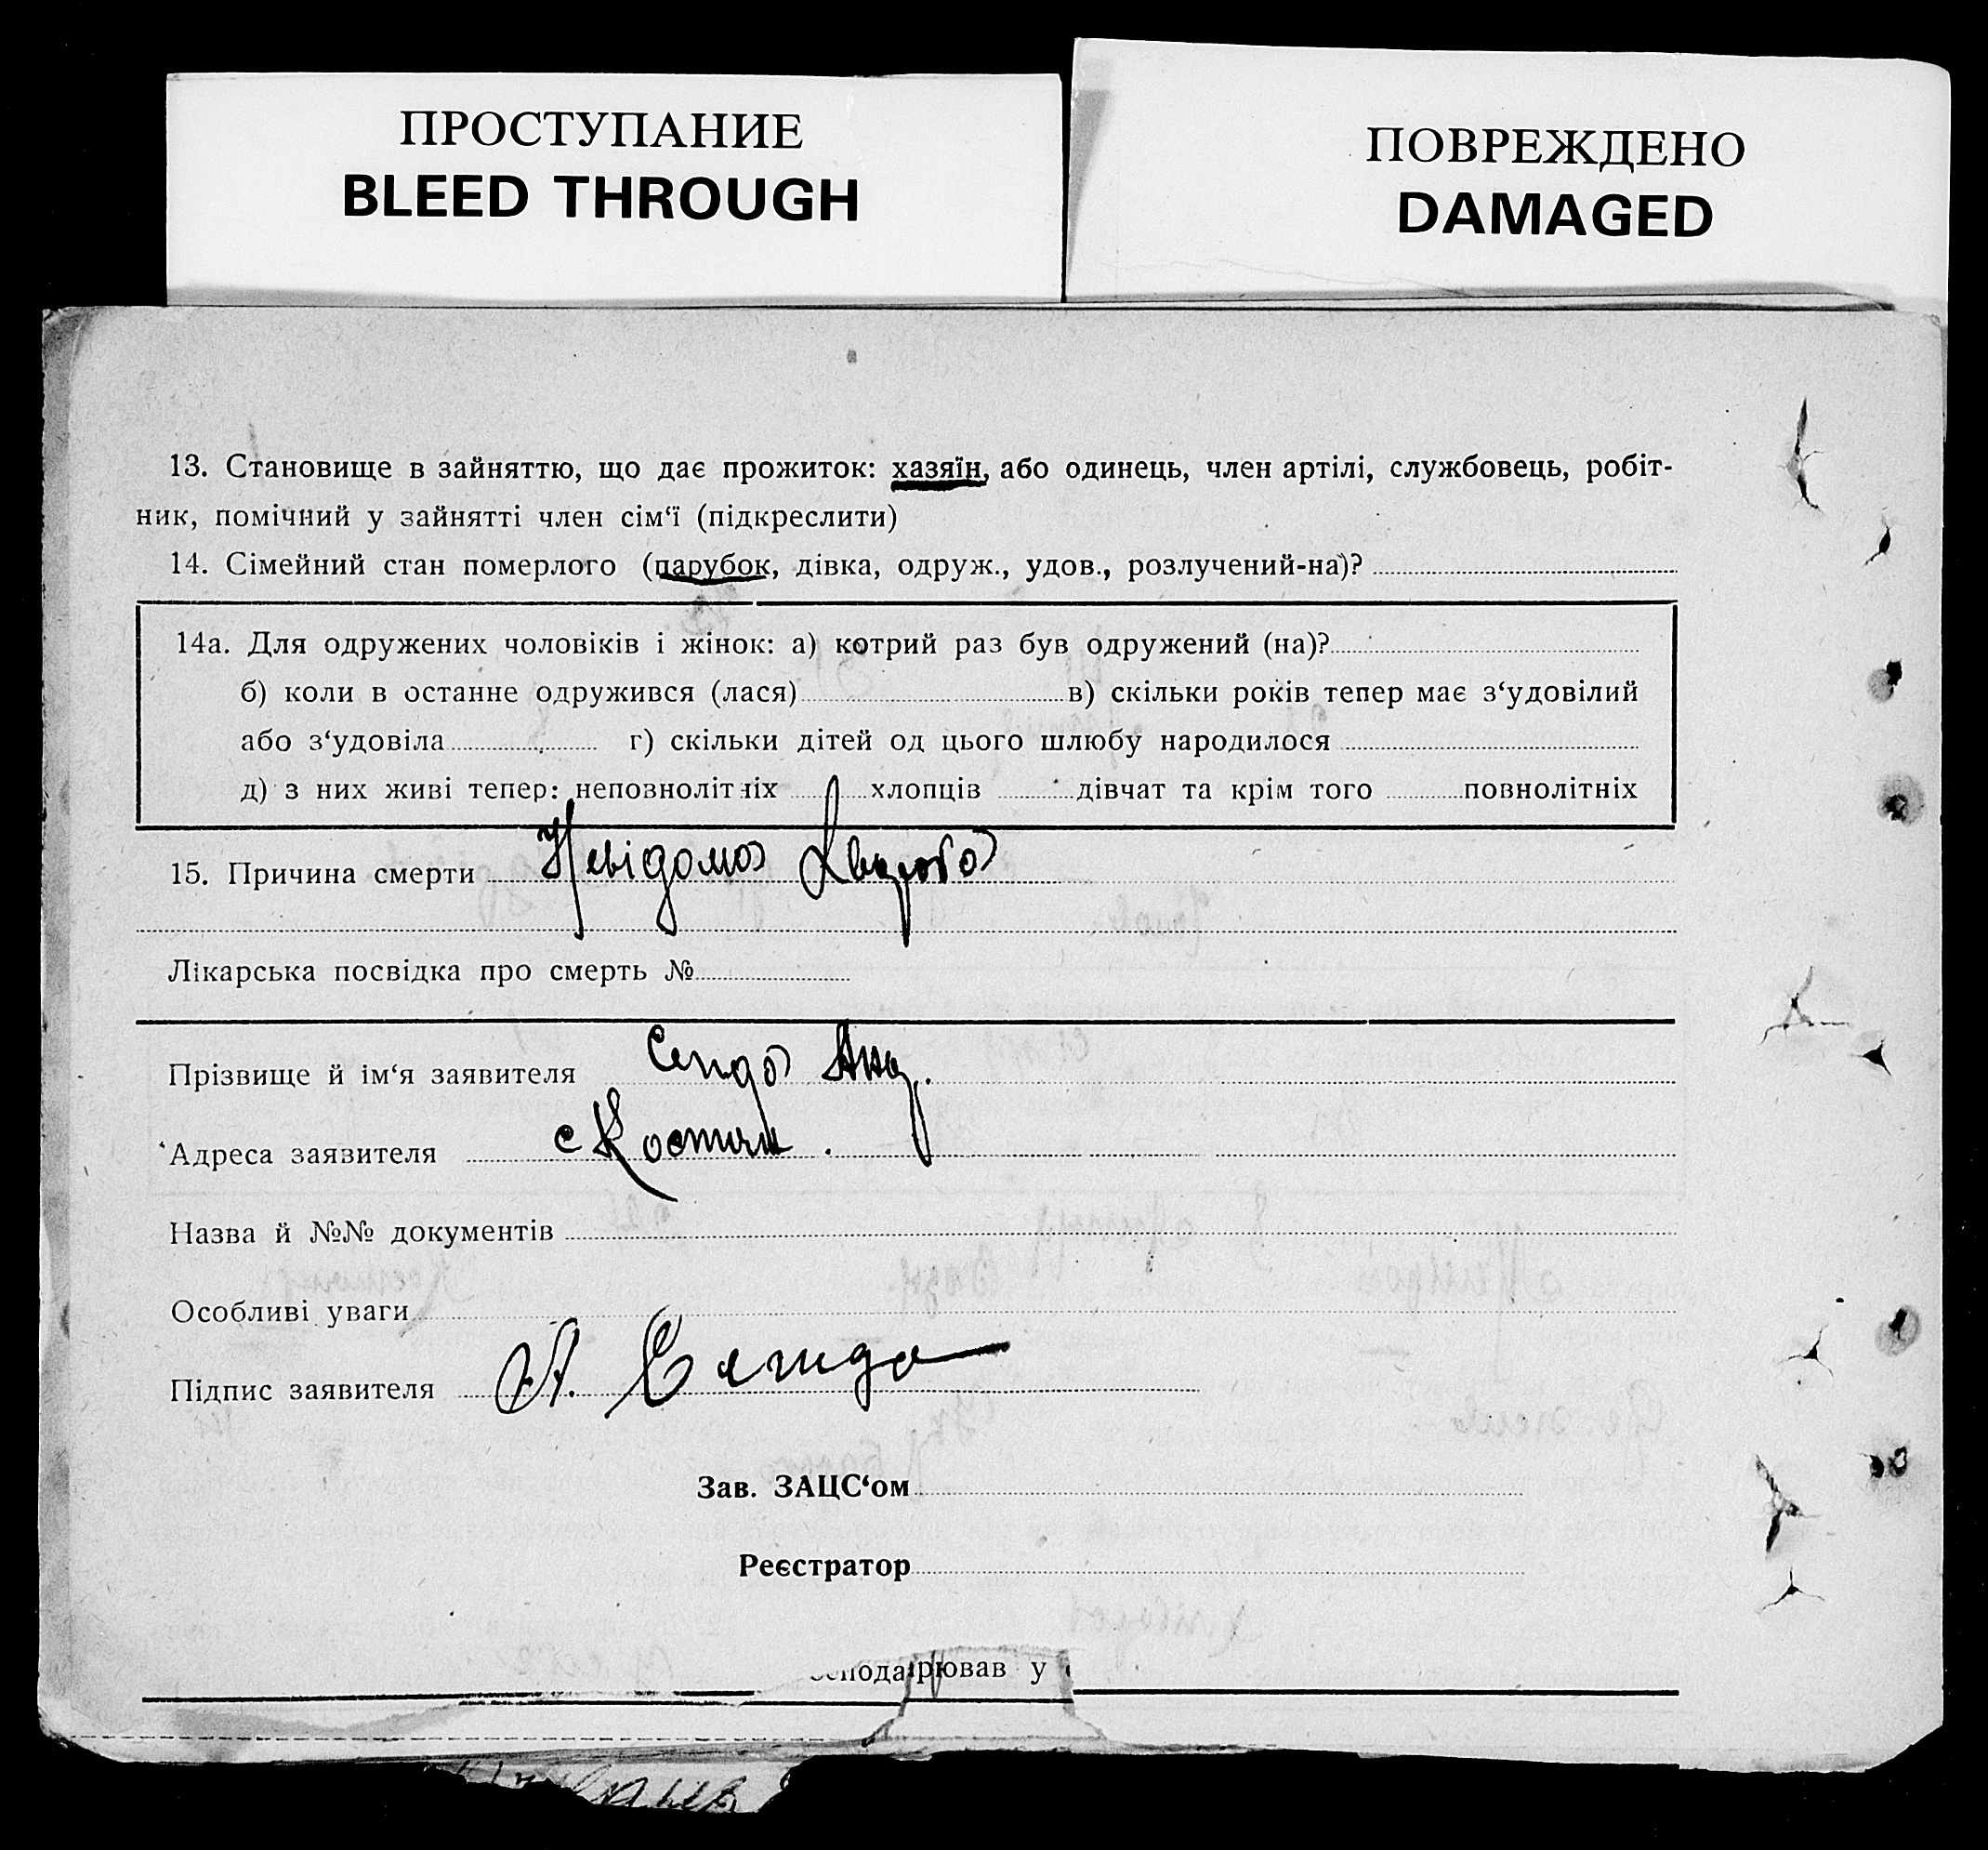 ПРОСТУПАНИЕ
BLEED THROUGH
ПОВРЕЖДЕНО
DAMAGED
13. Становище в зайняттю, що дає прожиток: хазяїн, або одинець, член артілі, службовець, робіт-
ник, помічний у зайнятті член сім‘ї (підкреслити)
14. Сімейний стан померлого (парубок, дівка, одруж., удов., розлучений-на)?
14а. Для одружених чоловіків і жінок: а) котрий раз був одружений (на)?
б) коли в останнє одружився (лася) в) скільки років тепер має з‘удовілий
або з‘удовіла г) скільки дітей од цього шлюбу народилося
д) з них живі тепер: неповнолітніх хлопців дівчат та крім того повнолітніх
15. Причина смерти Невідома
Лікарська посвідка про смерть №
Прізвище й ім‘я заявителя
Адреса заявителя с
Назва й №№ документів
Особливі уваги
Підпис заявителя А.
Зав. ЗАЦС‘ом
Реєстратор
рював у